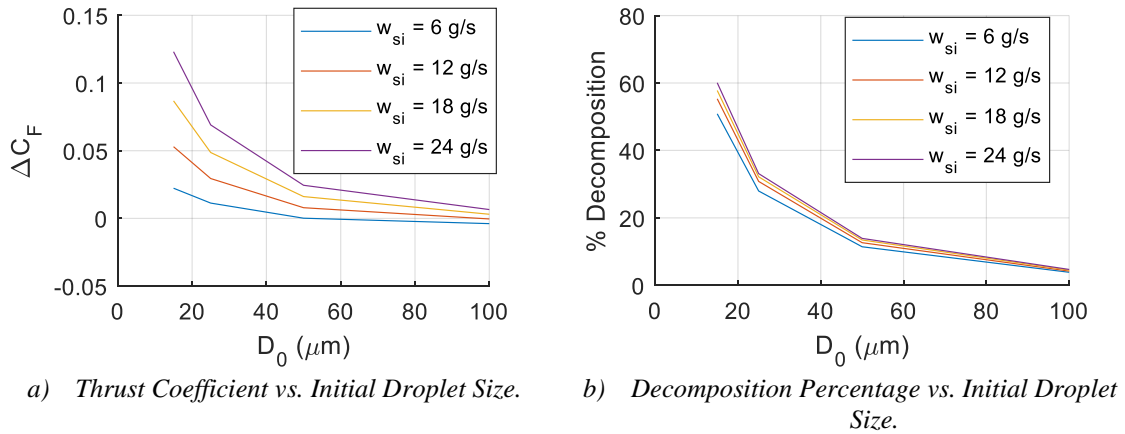 0.15
0.1
0.05
0
-0.05
ΔC_F
0
20
40
60
80
100
D_0 (μm)
w_si = 6 g/s
w_si = 12 g/s
w_si = 18 g/s
w_si = 24 g/s
a) Thrust Coefficient vs. Initial Droplet Size.
80
60
40
20
0
% Decomposition
0
20
40
60
80
100
D_0 (μm)
w_si = 6 g/s
w_si = 12 g/s
w_si = 18 g/s
w_si = 24 g/s
b) Decomposition Percentage vs. Initial Droplet
Size.